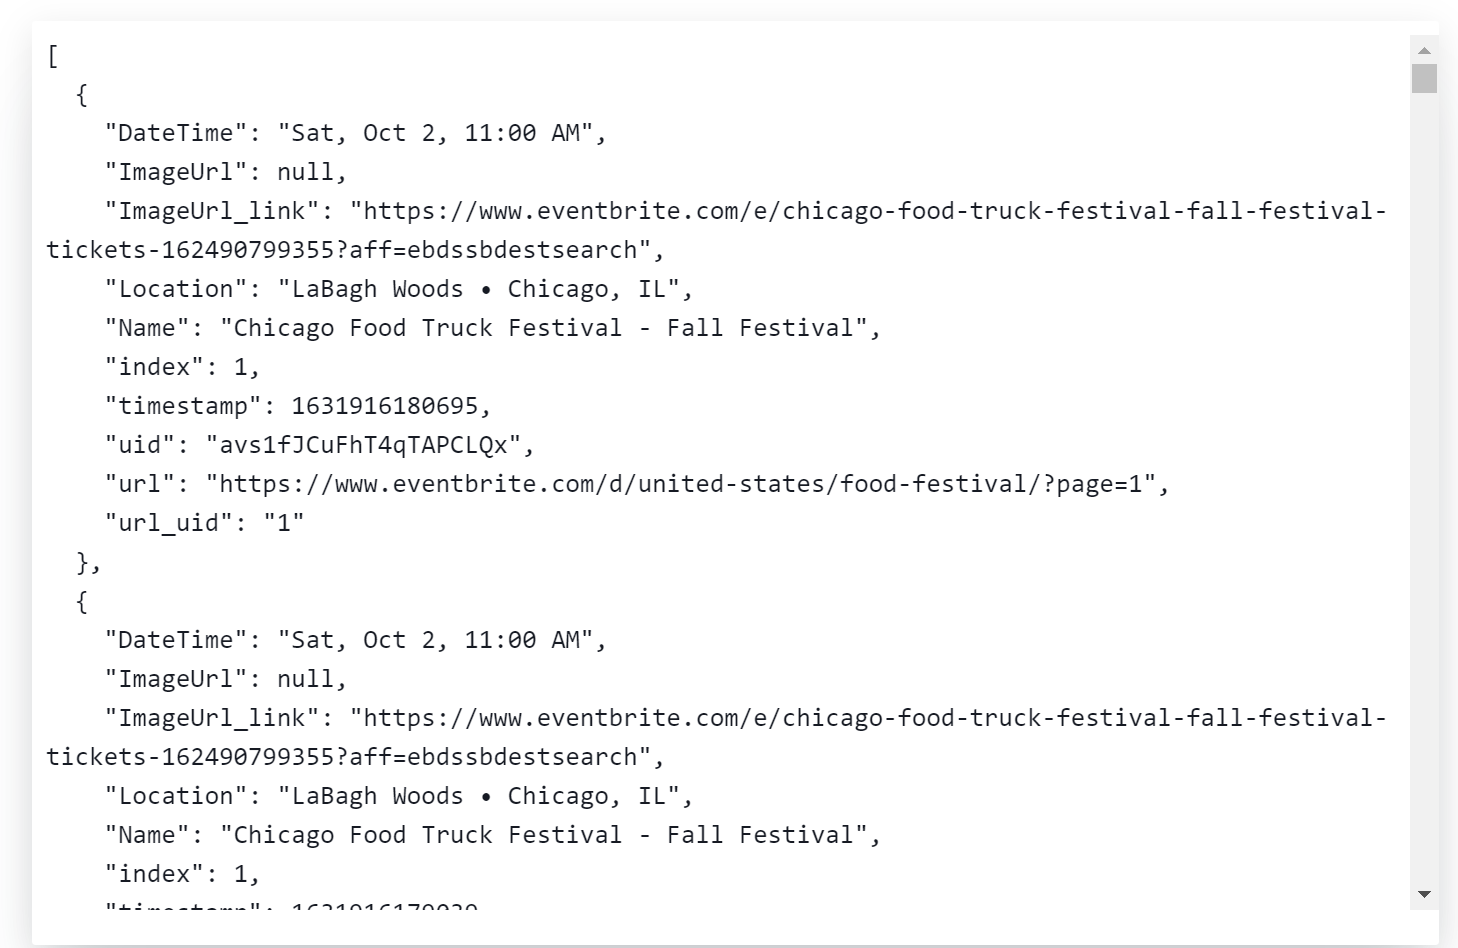 [
  {
    "DateTime": "Sat, Oct 2, 11:00 AM",
    "ImageUrl": null,
    "ImageUrl_link": "https://www.eventbrite.com/e/chicago-food-truck-festival-fall-festival-
tickets-162490799355?aff=ebdssbdestsearch",
    "Location": "LaBagh Woods • Chicago, IL",
    "Name": "Chicago Food Truck Festival - Fall Festival",
    "index": 1,
    "timestamp": 1631916180695,
    "uid": "avs1fJCuFhT4qTAPCLQx",
    "url": "https://www.eventbrite.com/d/united-states/food-festival/?page=1",
    "url_uid": "1"
  },
  {
    "DateTime": "Sat, Oct 2, 11:00 AM",
    "ImageUrl": null,
    "ImageUrl_link": "https://www.eventbrite.com/e/chicago-food-truck-festival-fall-festival-
tickets-162490799355?aff=ebdssbdestsearch",
    "Location": "LaBagh Woods • Chicago, IL",
    "Name": "Chicago Food Truck Festival - Fall Festival",
    "index": 1,
    "timestamp":